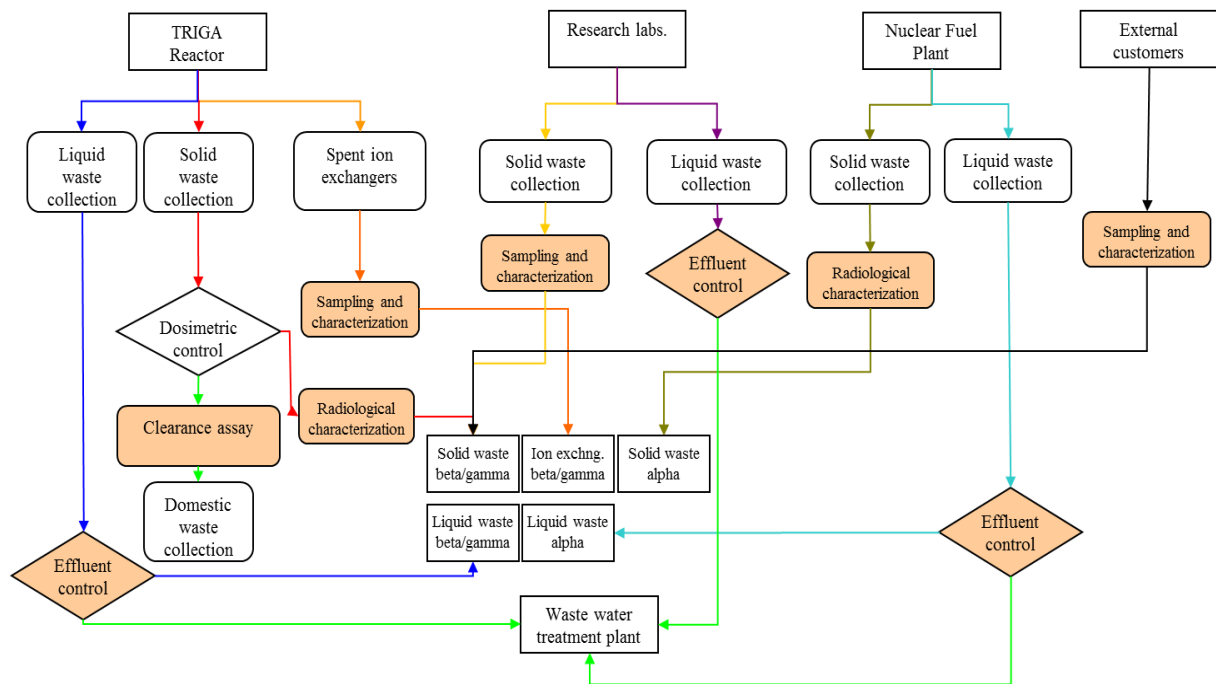 TRIGA
Reactor
Research labs.
Nuclear Fuel
Plant
External
customers
Liquid
waste
collection
Solid
waste
collection
Spent ion
exchangers
Solid waste
collection
Liquid waste
collection
Solid waste
collection
Liquid waste
collection
Sampling and
characterization
Effluent
control
Radiological
characterization
Sampling and
characterization
Sampling and
characterization
Dosimetric
control
Clearance assay
Radiological
characterization
Solid waste
beta/gamma
Ion exchng.
beta/gamma
Solid waste
alpha
Domestic
waste
collection
Liquid waste
beta/gamma
Liquid waste
alpha
Effluent
control
Effluent
control
Waste water
treatment plant